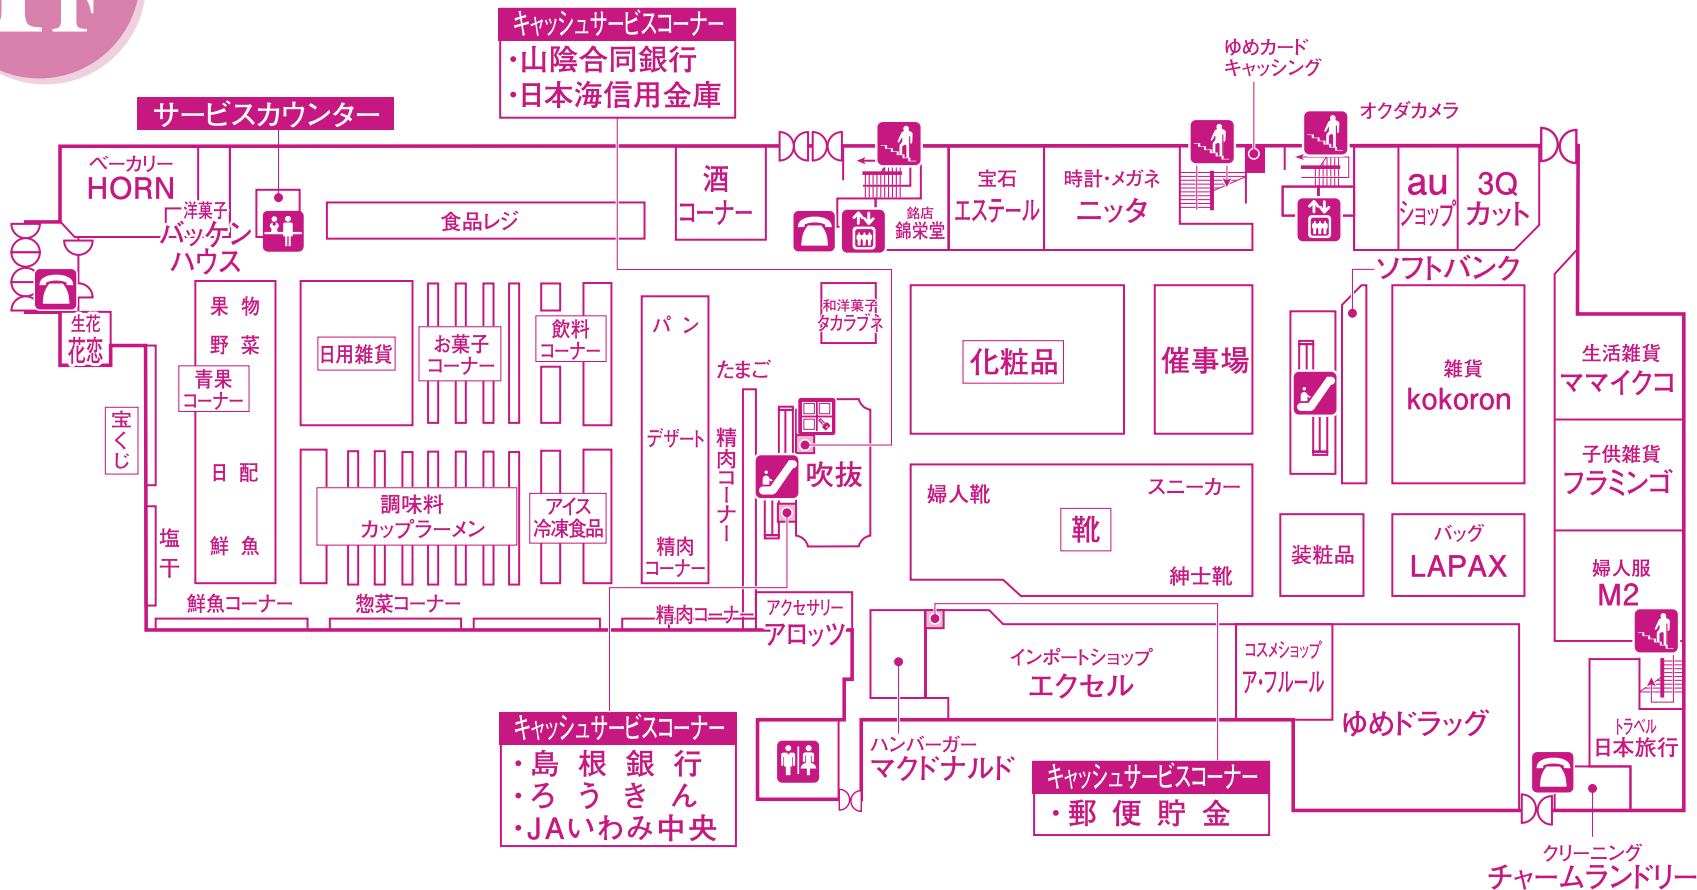 1F
キャッシュサービスコーナー
・山陰合同銀行
・日本海信用金庫
サービスカウンター
ゆめカード
キャッシング
オクダカメラ
ベーカリー
HORN
洋菓子
バッケン
ハウス
食品レジ
酒
コーナー
銘店
錦栄堂
宝石
エステール
時計・メガネ
ニッタ
au
ショップ
3Q
カット
ソフトバンク
生花
花恋
果物
野菜
青果
コーナー
日配
鮮魚
日用雑貨
お菓子
コーナー
飲料
コーナー
パン
デザート
精肉
コーナー
たまご
精肉コーナー
和洋菓子
タカラブネ
化粧品
催事場
雑貨
kokoron
生活雑貨
ママイクコ
子供雑貨
フラミンゴ
宝くじ
塩干
調味料
カップラーメン
アイス
冷凍食品
吹抜
婦人靴
スニーカー
靴
紳士靴
装粧品
バッグ
LAPAX
婦人服
M2
鮮魚コーナー
惣菜コーナー
精肉コーナー
アクセサリー
アロッツ
インポートショップ
エクセル
コスメショップ
ア・フルール
ゆめドラッグ
トラベル
日本旅行
ハンバーガー
マクドナルド
キャッシュサービスコーナー
・島根銀行
・ろうきん
・JAいわみ中央
キャッシュサービスコーナー
・郵便貯金
クリーニング
チャームランドリー